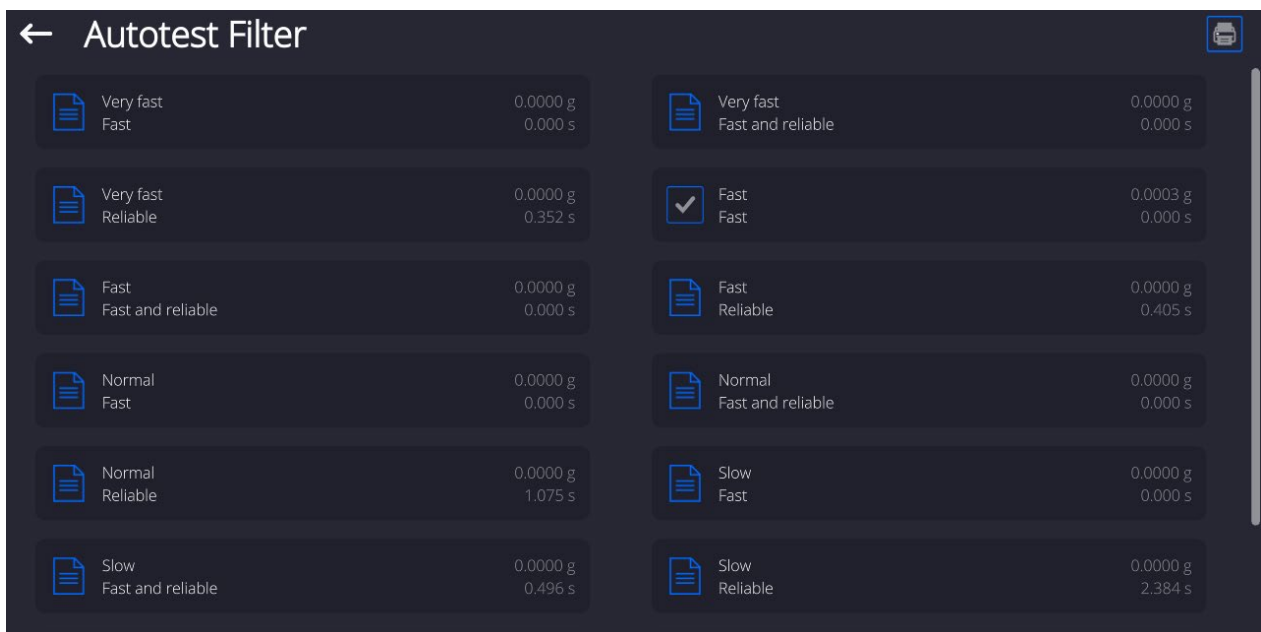 Autotest Filter
Very fast 0.0000 g
Fast 0.000 s
Very fast 0.0000 g
Fast and reliable 0.000 s
Very fast 0.0000 g
Reliable 0.352 s
Fast 0.0003 g
Fast 0.000 s
Fast 0.0000 g
Fast and reliable 0.000 s
Fast 0.0000 g
Reliable 0.405 s
Normal 0.0000 g
Fast 0.000 s
Normal 0.0000 g
Fast and reliable 0.000 s
Normal 0.0000 g
Reliable 1.075 s
Slow 0.0000 g
Fast 0.000 s
Slow 0.0000 g
Fast and reliable 0.496 s
Slow 0.0000 g
Reliable 2.384 s